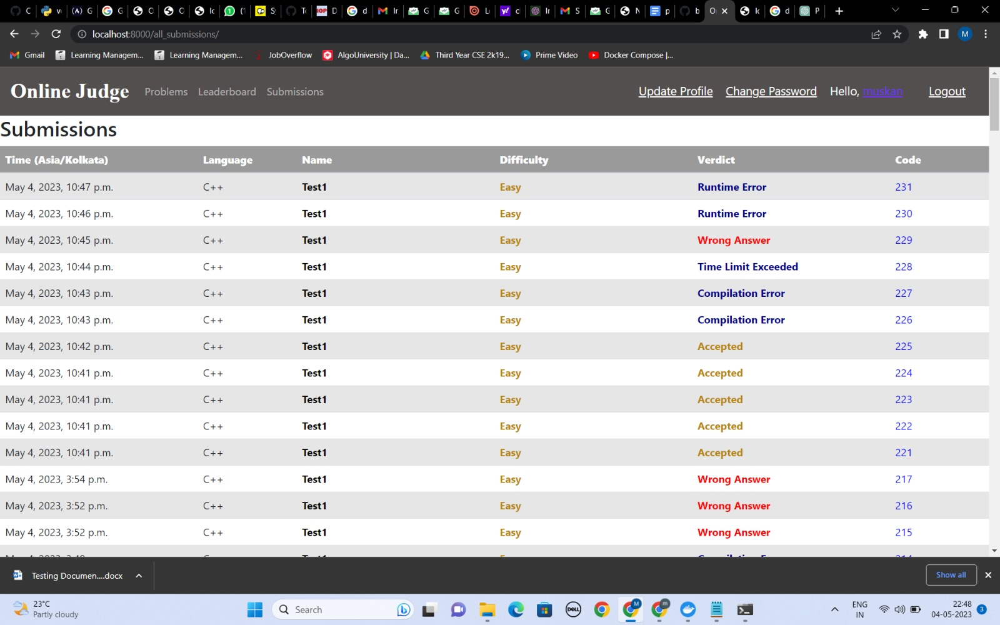 localhost:8000/all_submissions/
Gmail
Learning Managem...
Learning Managem...
JobOverflow
AlgoUniversity | Da...
Third Year CSE 2k19...
Prime Video
Docker Compose |...
Online Judge
Problems
Leaderboard
Submissions
Update Profile
Change Password
Hello, muskan
Logout
Submissions
Time (Asia/Kolkata) Language Name Difficulty Verdict Code
May 4, 2023, 10:47 p.m. C++ Test1 Easy Runtime Error 231
May 4, 2023, 10:46 p.m. C++ Test1 Easy Runtime Error 230
May 4, 2023, 10:45 p.m. C++ Test1 Easy Wrong Answer 229
May 4, 2023, 10:44 p.m. C++ Test1 Easy Time Limit Exceeded 228
May 4, 2023, 10:43 p.m. C++ Test1 Easy Compilation Error 227
May 4, 2023, 10:43 p.m. C++ Test1 Easy Compilation Error 226
May 4, 2023, 10:42 p.m. C++ Test1 Easy Accepted 225
May 4, 2023, 10:41 p.m. C++ Test1 Easy Accepted 224
May 4, 2023, 10:41 p.m. C++ Test1 Easy Accepted 223
May 4, 2023, 10:41 p.m. C++ Test1 Easy Accepted 222
May 4, 2023, 10:41 p.m. C++ Test1 Easy Accepted 221
May 4, 2023, 3:54 p.m. C++ Test1 Easy Wrong Answer 217
May 4, 2023, 3:52 p.m. C++ Test1 Easy Wrong Answer 216
May 4, 2023, 3:52 p.m. C++ Test1 Easy Wrong Answer 215
Testing Documen....docx
Show all
23°C
Partly cloudy
Search
DELL
ENG
IN
22:48
04-05-2023
3